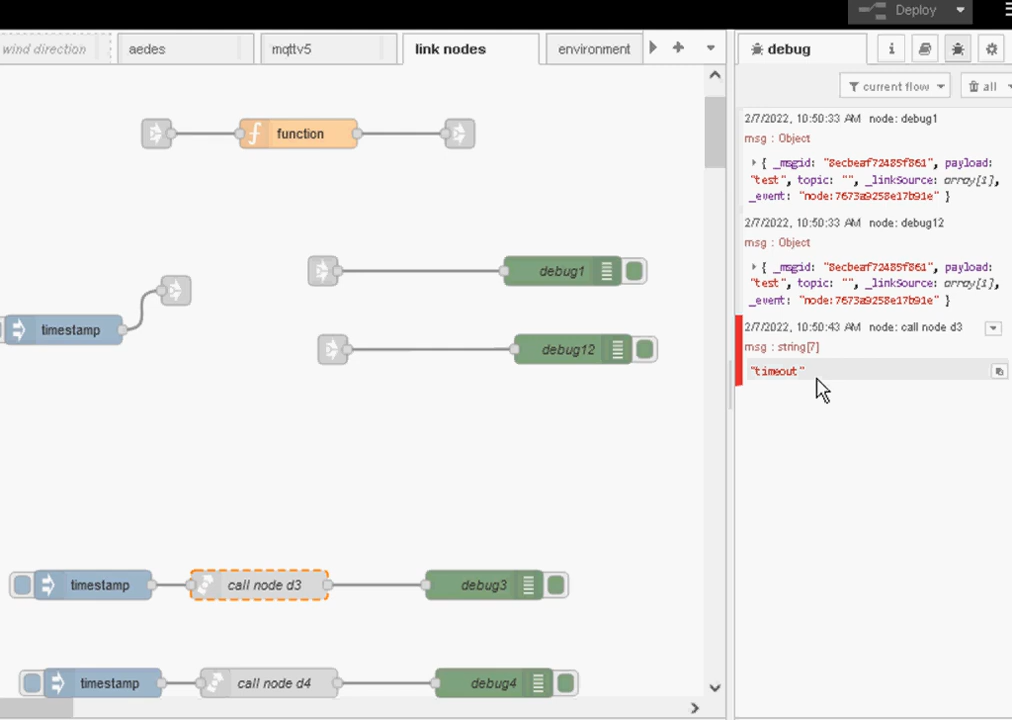 Deploy
wind direction
aedes
mqttv5
link nodes
environment
debug
i
current flow
all
function
debug1
timestamp
debug12
timestamp
call node d3
debug3
timestamp
call node d4
debug4
2/7/2022, 10:50:33 AM node: debug1
msg : Object
{ _msgid: "8ecbeaf72485f861", payload:
"test", topic: "", _linkSource: array[1],
_event: "node:7673a9258e17b91e" }
2/7/2022, 10:50:33 AM node: debug12
msg : Object
{ _msgid: "8ecbeaf72485f861", payload:
"test", topic: "", _linkSource: array[1],
_event: "node:7673a9258e17b91e" }
2/7/2022, 10:50:43 AM node: call node d3
msg : string[7]
"timeout"